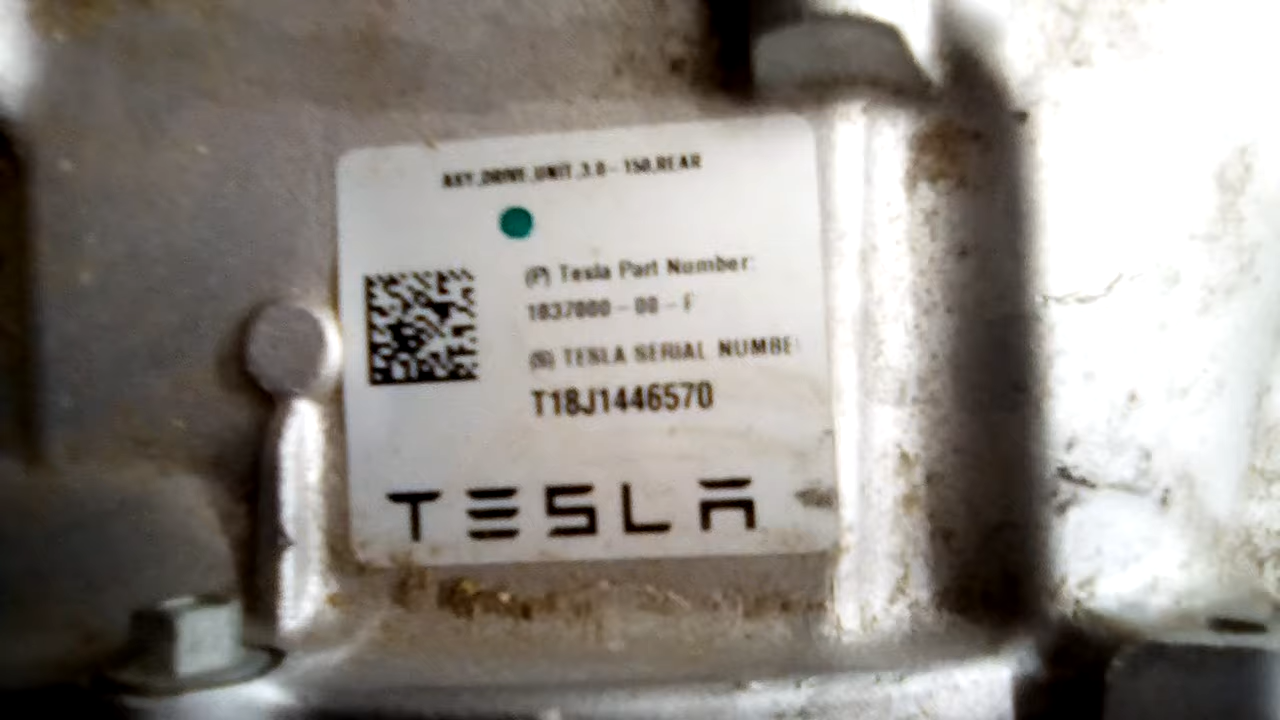 ASY,DRIVE UNIT,3.0-150,REAR
(P) Tesla Part Number:
1037000-00-F
(S) TESLA SERIAL NUMBE
T18J1446570
TESLA